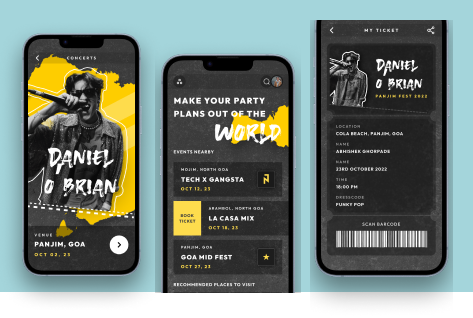 CONCERTS
DANIEL
O BRIAN
VENUE
PANJIM, GOA
OCT 02, 23
MAKE YOUR PARTY
PLANS OUT OF THE
WORLD
EVENTS NEARBY
MOJIM, NORTH GOA
TECH X GANGSTA
OCT 12, 23
BOOK
TICKET
ARAMBOL, NORTH GOA
LA CASA MIX
OCT 18, 23
PANJIM, GOA
GOA MID FEST
OCT 27, 23
RECOMMENDED PLACES TO VISIT
MY TICKET
DANIEL
O BRIAN
PANJIM FEST 2022
LOCATION
COLA BEACH, PANJIM, GOA
NAME
ABHISHEK GHORPADE
NAME
23RD OCTOBER 2022
TIME
16:00 PM
DRESSCODE
FUNKY POP
SCAN BARCODE